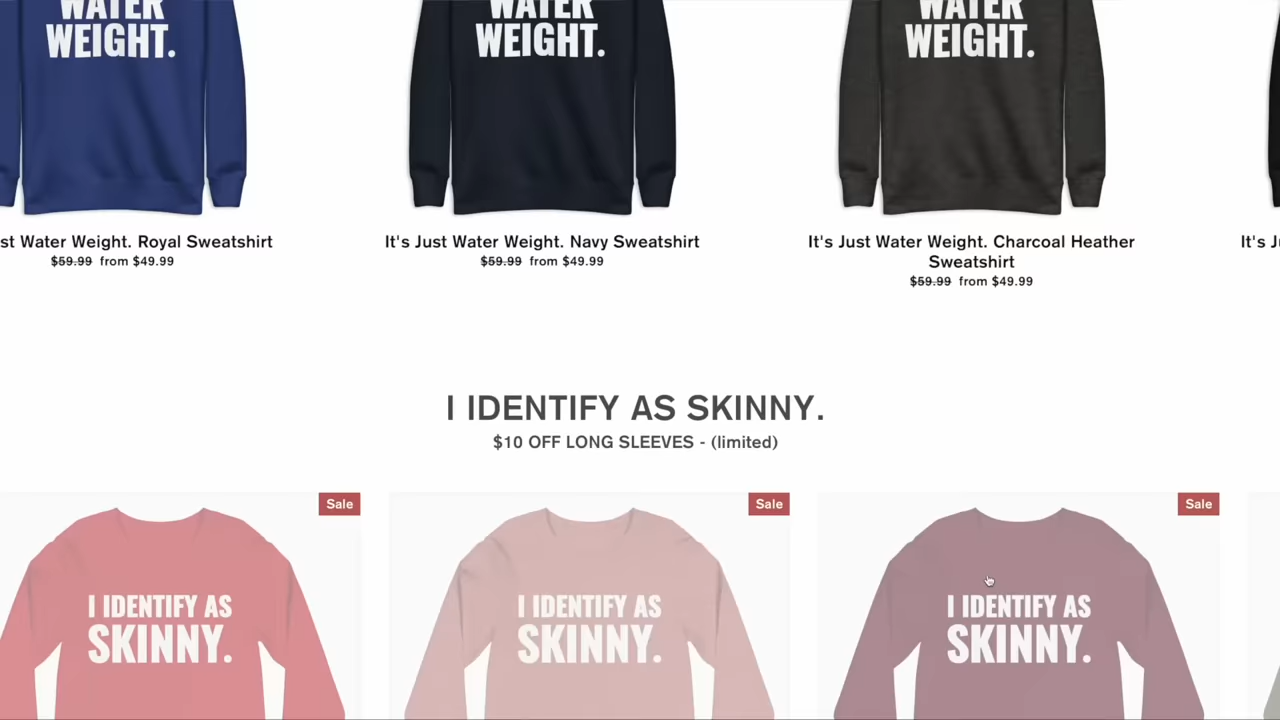 WATER
WEIGHT.
WATER
WEIGHT.
WATER
WEIGHT.
st Water Weight. Royal Sweatshirt
$59.99 from $49.99
It's Just Water Weight. Navy Sweatshirt
$59.99 from $49.99
It's Just Water Weight. Charcoal Heather
Sweatshirt
$59.99 from $49.99
It's J
I IDENTIFY AS SKINNY.
$10 OFF LONG SLEEVES - (limited)
Sale
I IDENTIFY AS
SKINNY.
Sale
I IDENTIFY AS
SKINNY.
Sale
I IDENTIFY AS
SKINNY.